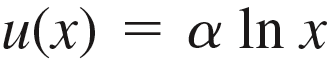 u(x) = α ln x